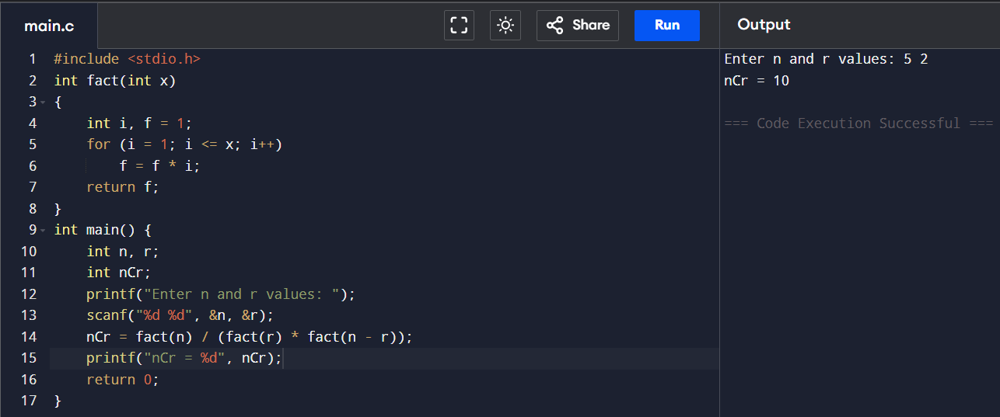 main.c
Share
Run
Output
1 #include <stdio.h>
2 int fact(int x)
3 {
4     int i, f = 1;
5     for (i = 1; i <= x; i++)
6         f = f * i;
7     return f;
8 }
9 int main() {
10     int n, r;
11     int nCr;
12     printf("Enter n and r values: ");
13     scanf("%d %d", &n, &r);
14     nCr = fact(n) / (fact(r) * fact(n - r));
15     printf("nCr = %d", nCr);
16     return 0;
17 }
Enter n and r values: 5 2
nCr = 10
=== Code Execution Successful ===